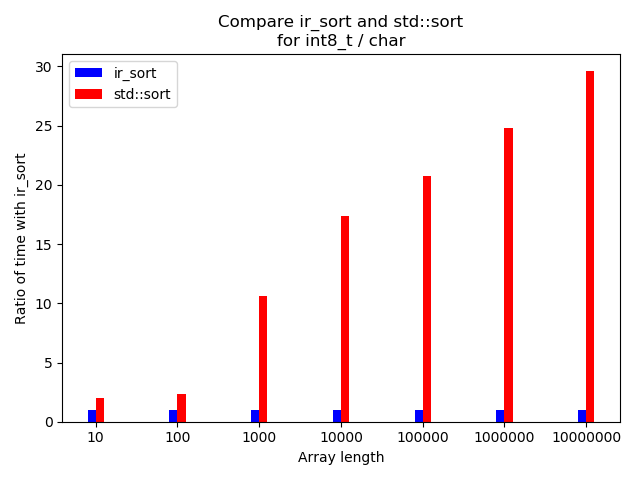 Compare ir_sort and std::sort
for int8_t / char
ir_sort
std::sort
Ratio of time with ir_sort
30
25
20
15
10
5
0
10 100 1000 10000 100000 1000000 10000000
Array length